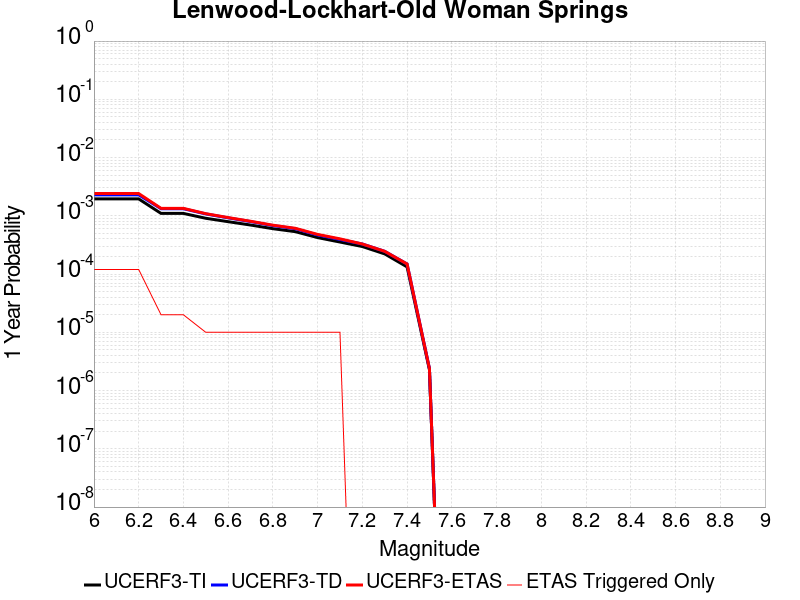 Lenwood-Lockhart-Old Woman Springs
10^0
10^-1
10^-2
10^-3
10^-4
10^-5
10^-6
10^-7
10^-8
1 Year Probability
6 6.2 6.4 6.6 6.8 7 7.2 7.4 7.6 7.8 8 8.2 8.4 8.6 8.8 9
Magnitude
UCERF3-TI UCERF3-TD UCERF3-ETAS ETAS Triggered Only